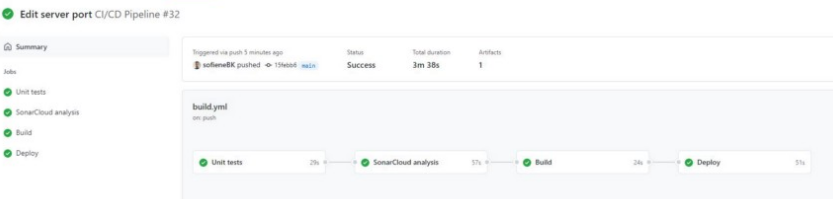 Edit server port CI/CD Pipeline #32
Summary
Jobs
Unit tests
SonarCloud analysis
Build
Deploy
Triggered via push 5 minutes ago
Status
Total duration
Artifacts
sofieneBK pushed main
Success
3m 38s
1
build.yml
on: push
Unit tests 29s
SonarCloud analysis 57s
Build 24s
Deploy 51s